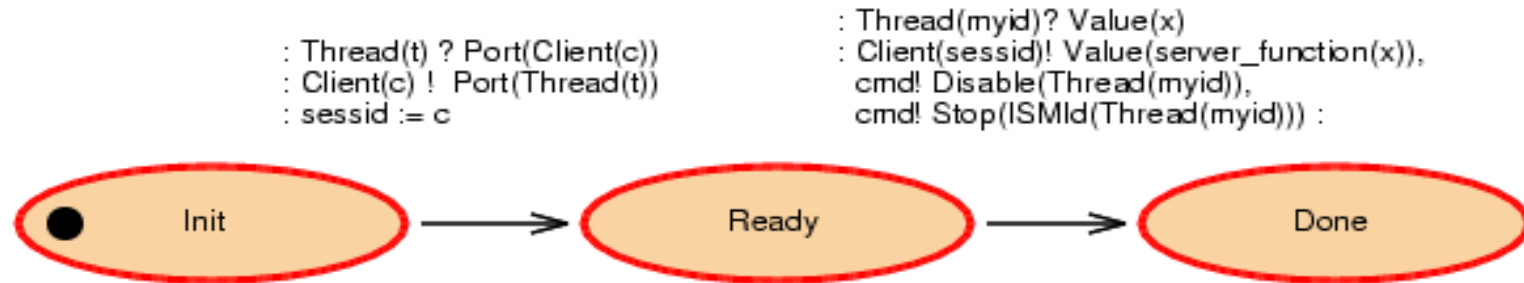 : Thread(t) ? Port(Client(c))
: Client(c) ! Port(Thread(t))
: sessid := c
: Thread(myid)? Value(x)
: Client(sessid)! Value(server_function(x)),
cmd! Disable(Thread(myid)),
cmd! Stop(ISMId(Thread(myid))) :
Init
Ready
Done